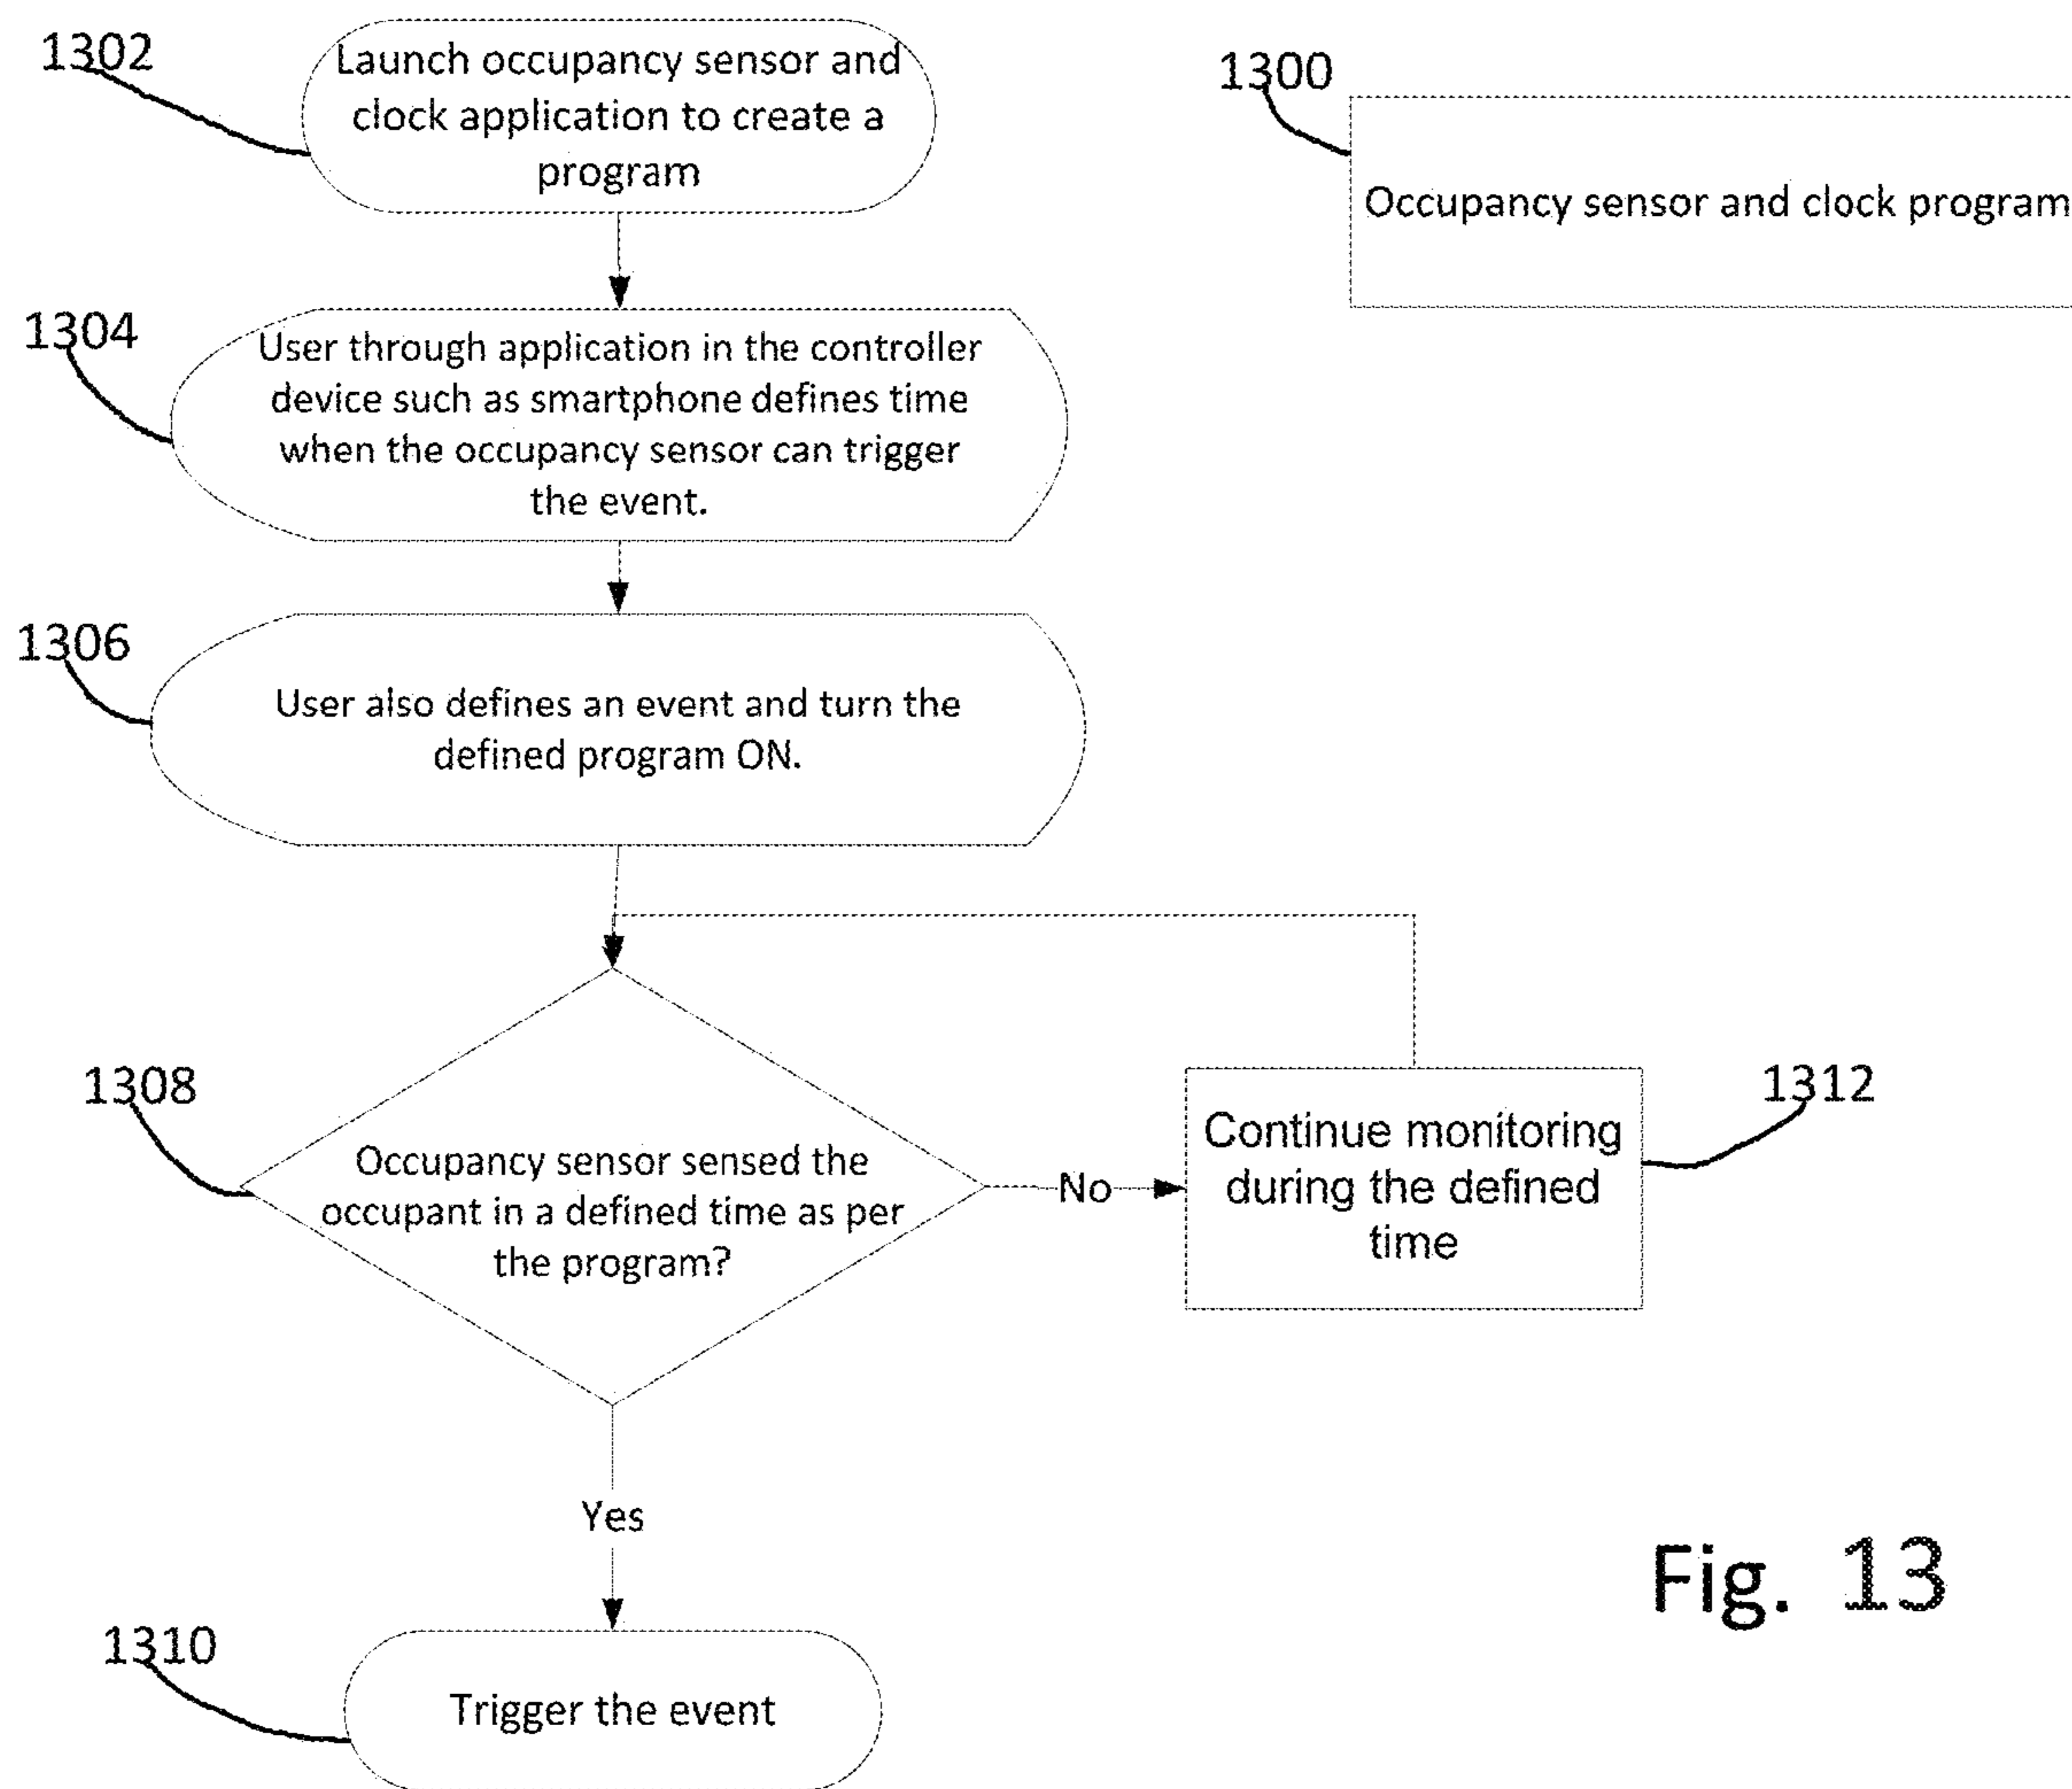 1302
Launch occupancy sensor and
clock application to create a
program
1300
Occupancy sensor and clock program
1304
User through application in the controller
device such as smartphone defines time
when the occupancy sensor can trigger
the event.
1306
User also defines an event and turn the
defined program ON.
1308
Occupancy sensor sensed the
occupant in a defined time as per
the program?
No
1312
Continue monitoring
during the defined
time
Yes
1310
Trigger the event
Fig. 13